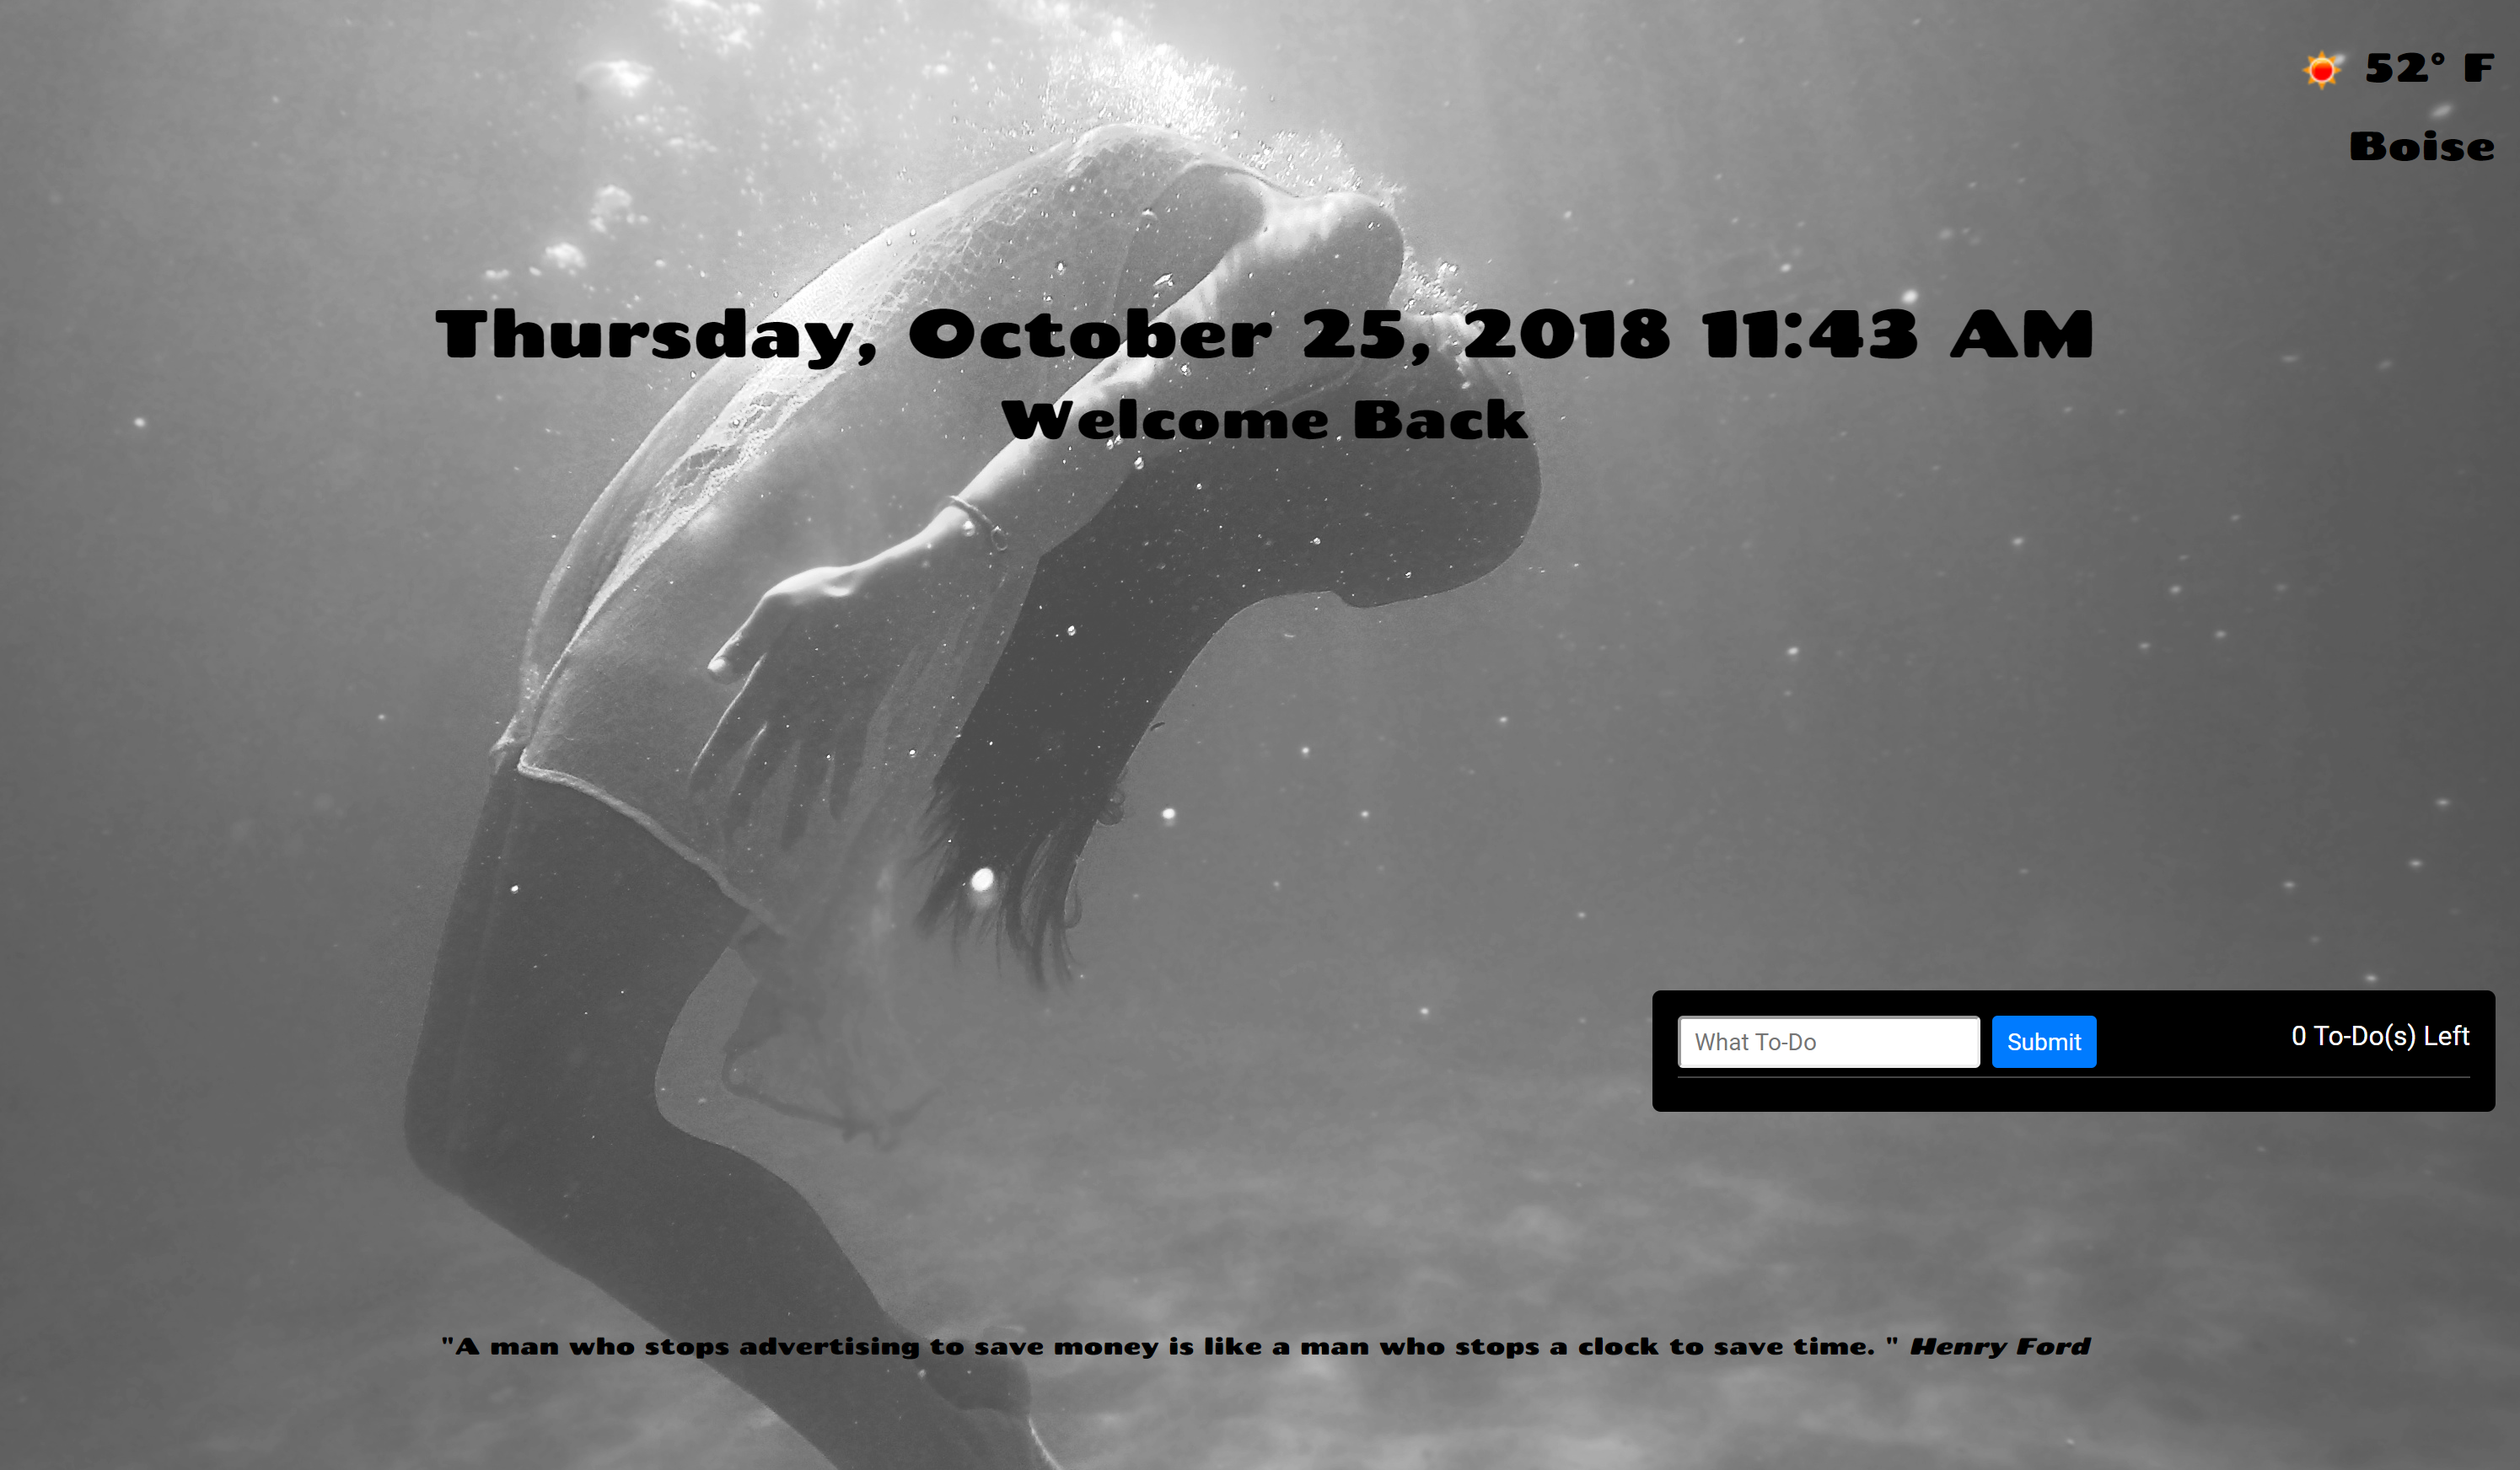 52° F
Boise
Thursday, October 25, 2018 11:43 AM
Welcome Back
What To-Do
Submit
0 To-Do(s) Left
"A man who stops advertising to save money is like a man who stops a clock to save time. " Henry Ford